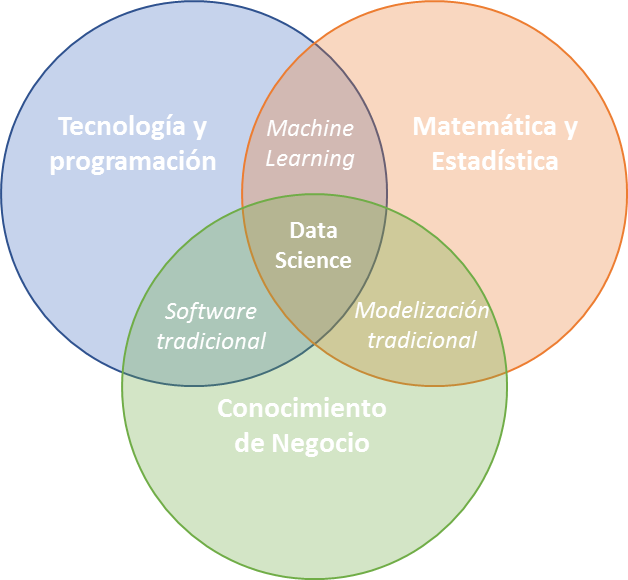 Tecnología y
programación
Machine
Learning
Matemática y
Estadística
Data
Science
Software
tradicional
Modelización
tradicional
Conocimiento
de Negocio